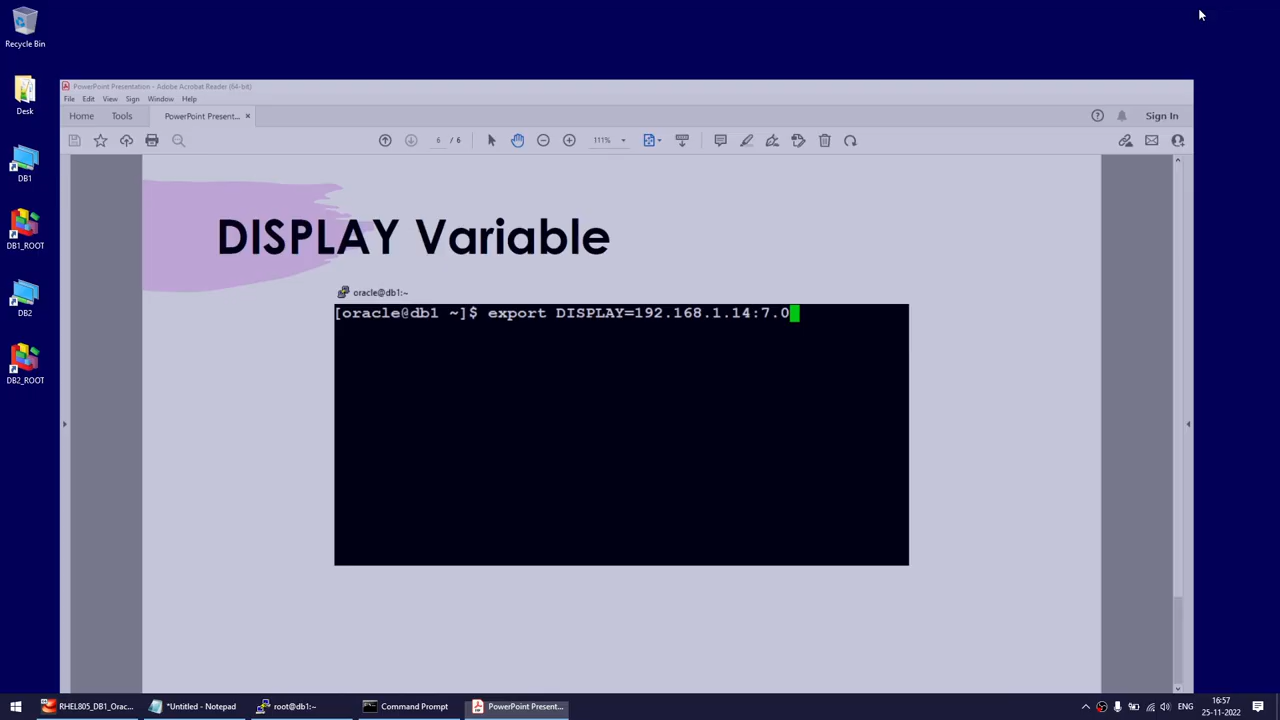 Recycle Bin
Desk
DB1
DB1_ROOT
DB2
DB2_ROOT
PowerPoint Presentation - Adobe Acrobat Reader (64-bit)
File Edit View Sign Window Help
Home Tools PowerPoint Present... × Sign In
6 / 6 111%
DISPLAY Variable
oracle@db1:~
[oracle@db1 ~]$ export DISPLAY=192.168.1.14:7.0
RHEL805_DB1_Orac... *Untitled - Notepad root@db1:~ Command Prompt PowerPoint Present... ENG 16:57
25-11-2022